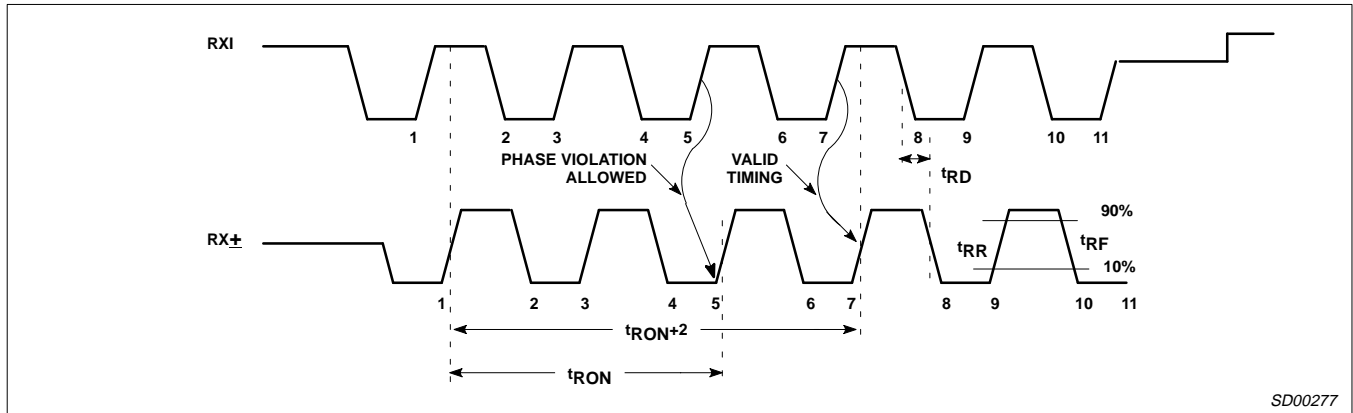 RXI
1 2 3 4 5 6 7 8 9 10 11
PHASE VIOLATION
ALLOWED
VALID
TIMING
tRD
RX±
90%
tRR tRF
10%
1 2 3 4 5 6 7 8 9 10 11
tRON+2
tRON
SD00277